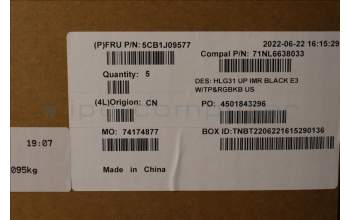 (P)FRU P/N: 5CB1J09577
2022-06-22 16:15:29
Compal P/N: 71NL6638033
Quantity: 5
DES: HLG31 UP IMR BLACK E3
W/TP&RGBKB US
(4L)Origion: CN
PO: 4501843296
19:07
MO: 74174877
BOX ID:TNBT2206221615290136
095kg
Made in China